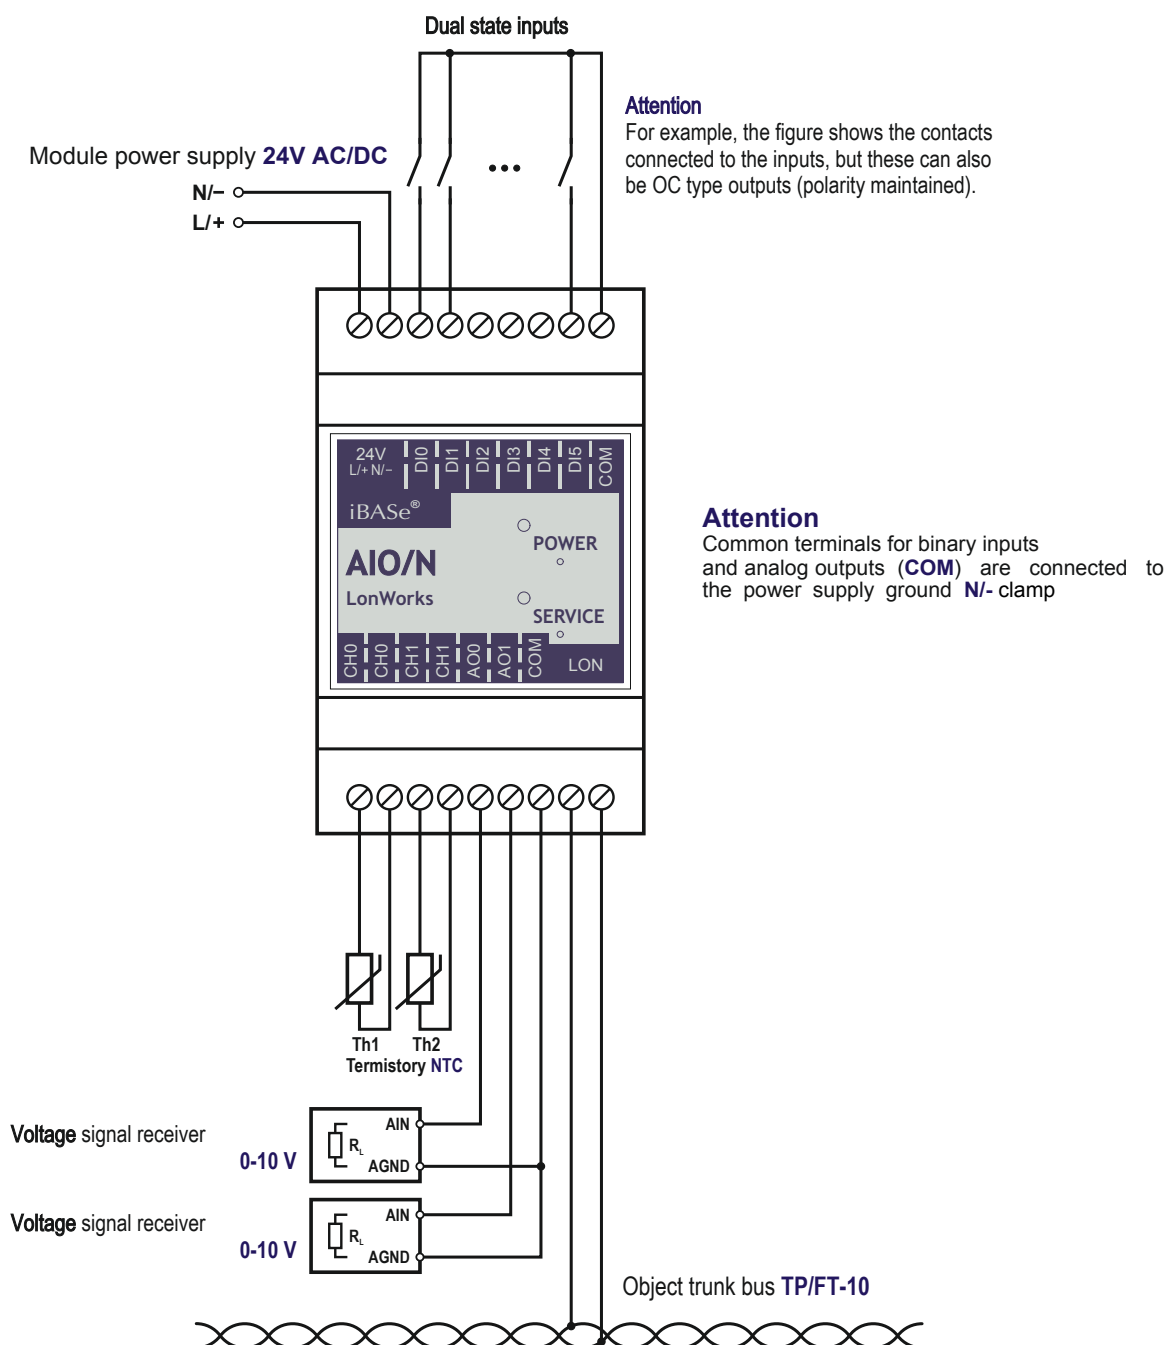 Dual state inputs
Attention
For example, the figure shows the contacts
connected to the inputs, but these can also
be OC type outputs (polarity maintained).
Module power supply 24V AC/DC
N/−
L/+
24V
L/+ N/−
DI0
DI1
DI2
DI3
DI4
DI5
COM
iBASe®
POWER
AIO/N
LonWorks
SERVICE
CH0
CH0
CH1
CH1
AO0
AO1
COM
LON
Attention
Common terminals for binary inputs
and analog outputs (COM) are connected to
the power supply ground N/- clamp
Th1
Th2
Termistory NTC
Voltage signal receiver
0-10 V
AIN
RL
AGND
Voltage signal receiver
0-10 V
AIN
RL
AGND
Object trunk bus TP/FT-10